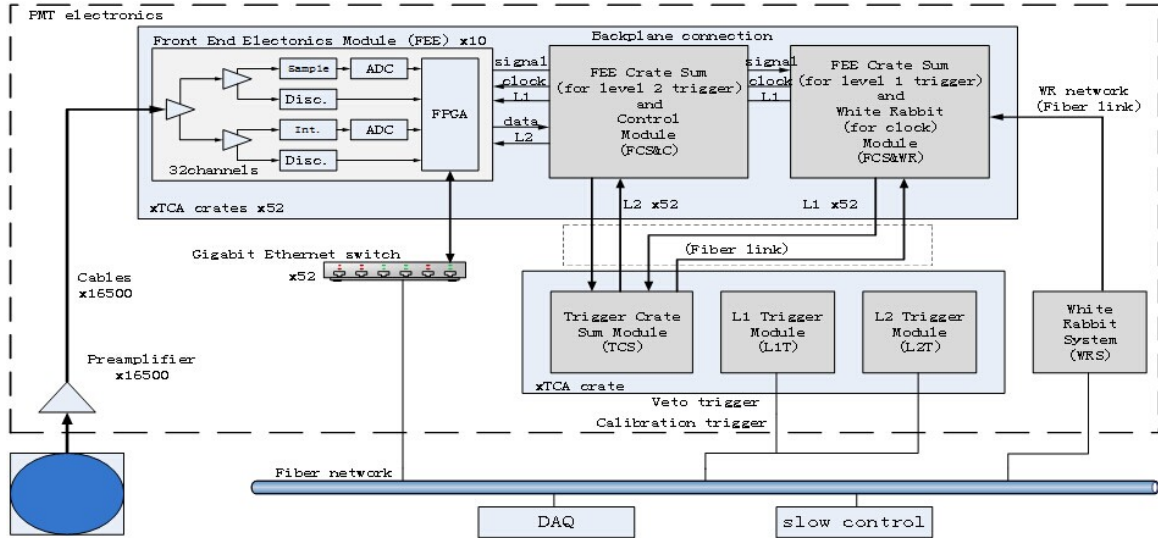 PMT electronics
Front End Electonics Module (FEE) x10
Backplane connection
Sample
ADC
Disc.
Int.
ADC
Disc.
FPGA
32channels
signal
clock
L1
data
L2
FEE Crate Sum
(for level 2 trigger)
and
Control
Module
(FCS&C)
signal
clock
L1
FEE Crate Sum
(for level 1 trigger)
and
White Rabbit
(for clock)
Module
(FCS&WR)
WR network
(Fiber link)
xTCA crates x52
L2 x52
L1 x52
Gigabit Ethernet switch
x52
(Fiber link)
Cables
x16500
Trigger Crate
Sum Module
(TCS)
L1 Trigger
Module
(L1T)
L2 Trigger
Module
(L2T)
White
Rabbit
System
(WRS)
Preamplifier
x16500
xTCA crate
Veto trigger
Calibration trigger
Fiber network
DAQ
slow control